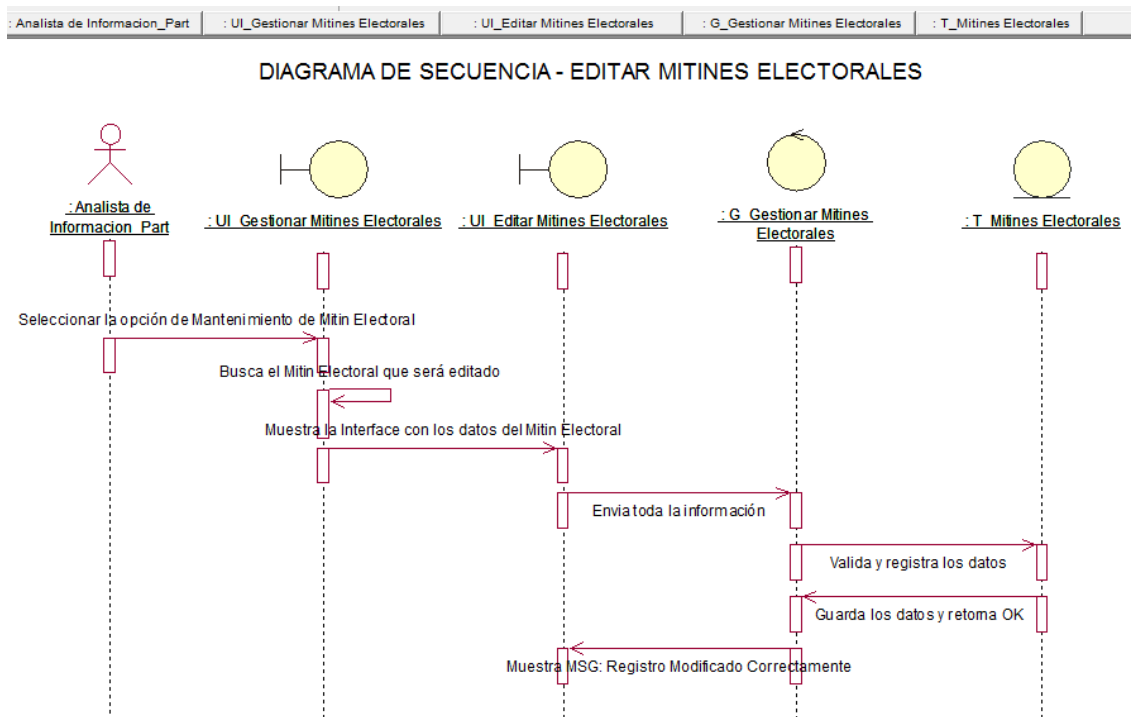 : Analista de Informacion_Part
: UI_Gestionar Mitines Electorales
: UI_Editar Mitines Electorales
: G_Gestionar Mitines Electorales
: T_Mitines Electorales
DIAGRAMA DE SECUENCIA - EDITAR MITINES ELECTORALES
: Analista de
Informacion_Part
: UI_Gestionar Mitines Electorales
: UI_Editar Mitines Electorales
: G_Gestionar Mitines
Electorales
: T_Mitines Electorales
Seleccionar la opción de Mantenimiento de Mitin Electoral
Busca el Mitin Electoral que será editado
Muestra la Interface con los datos del Mitin Electoral
Envia toda la información
Valida y registra los datos
Guarda los datos y retorna OK
Muestra MSG: Registro Modificado Correctamente